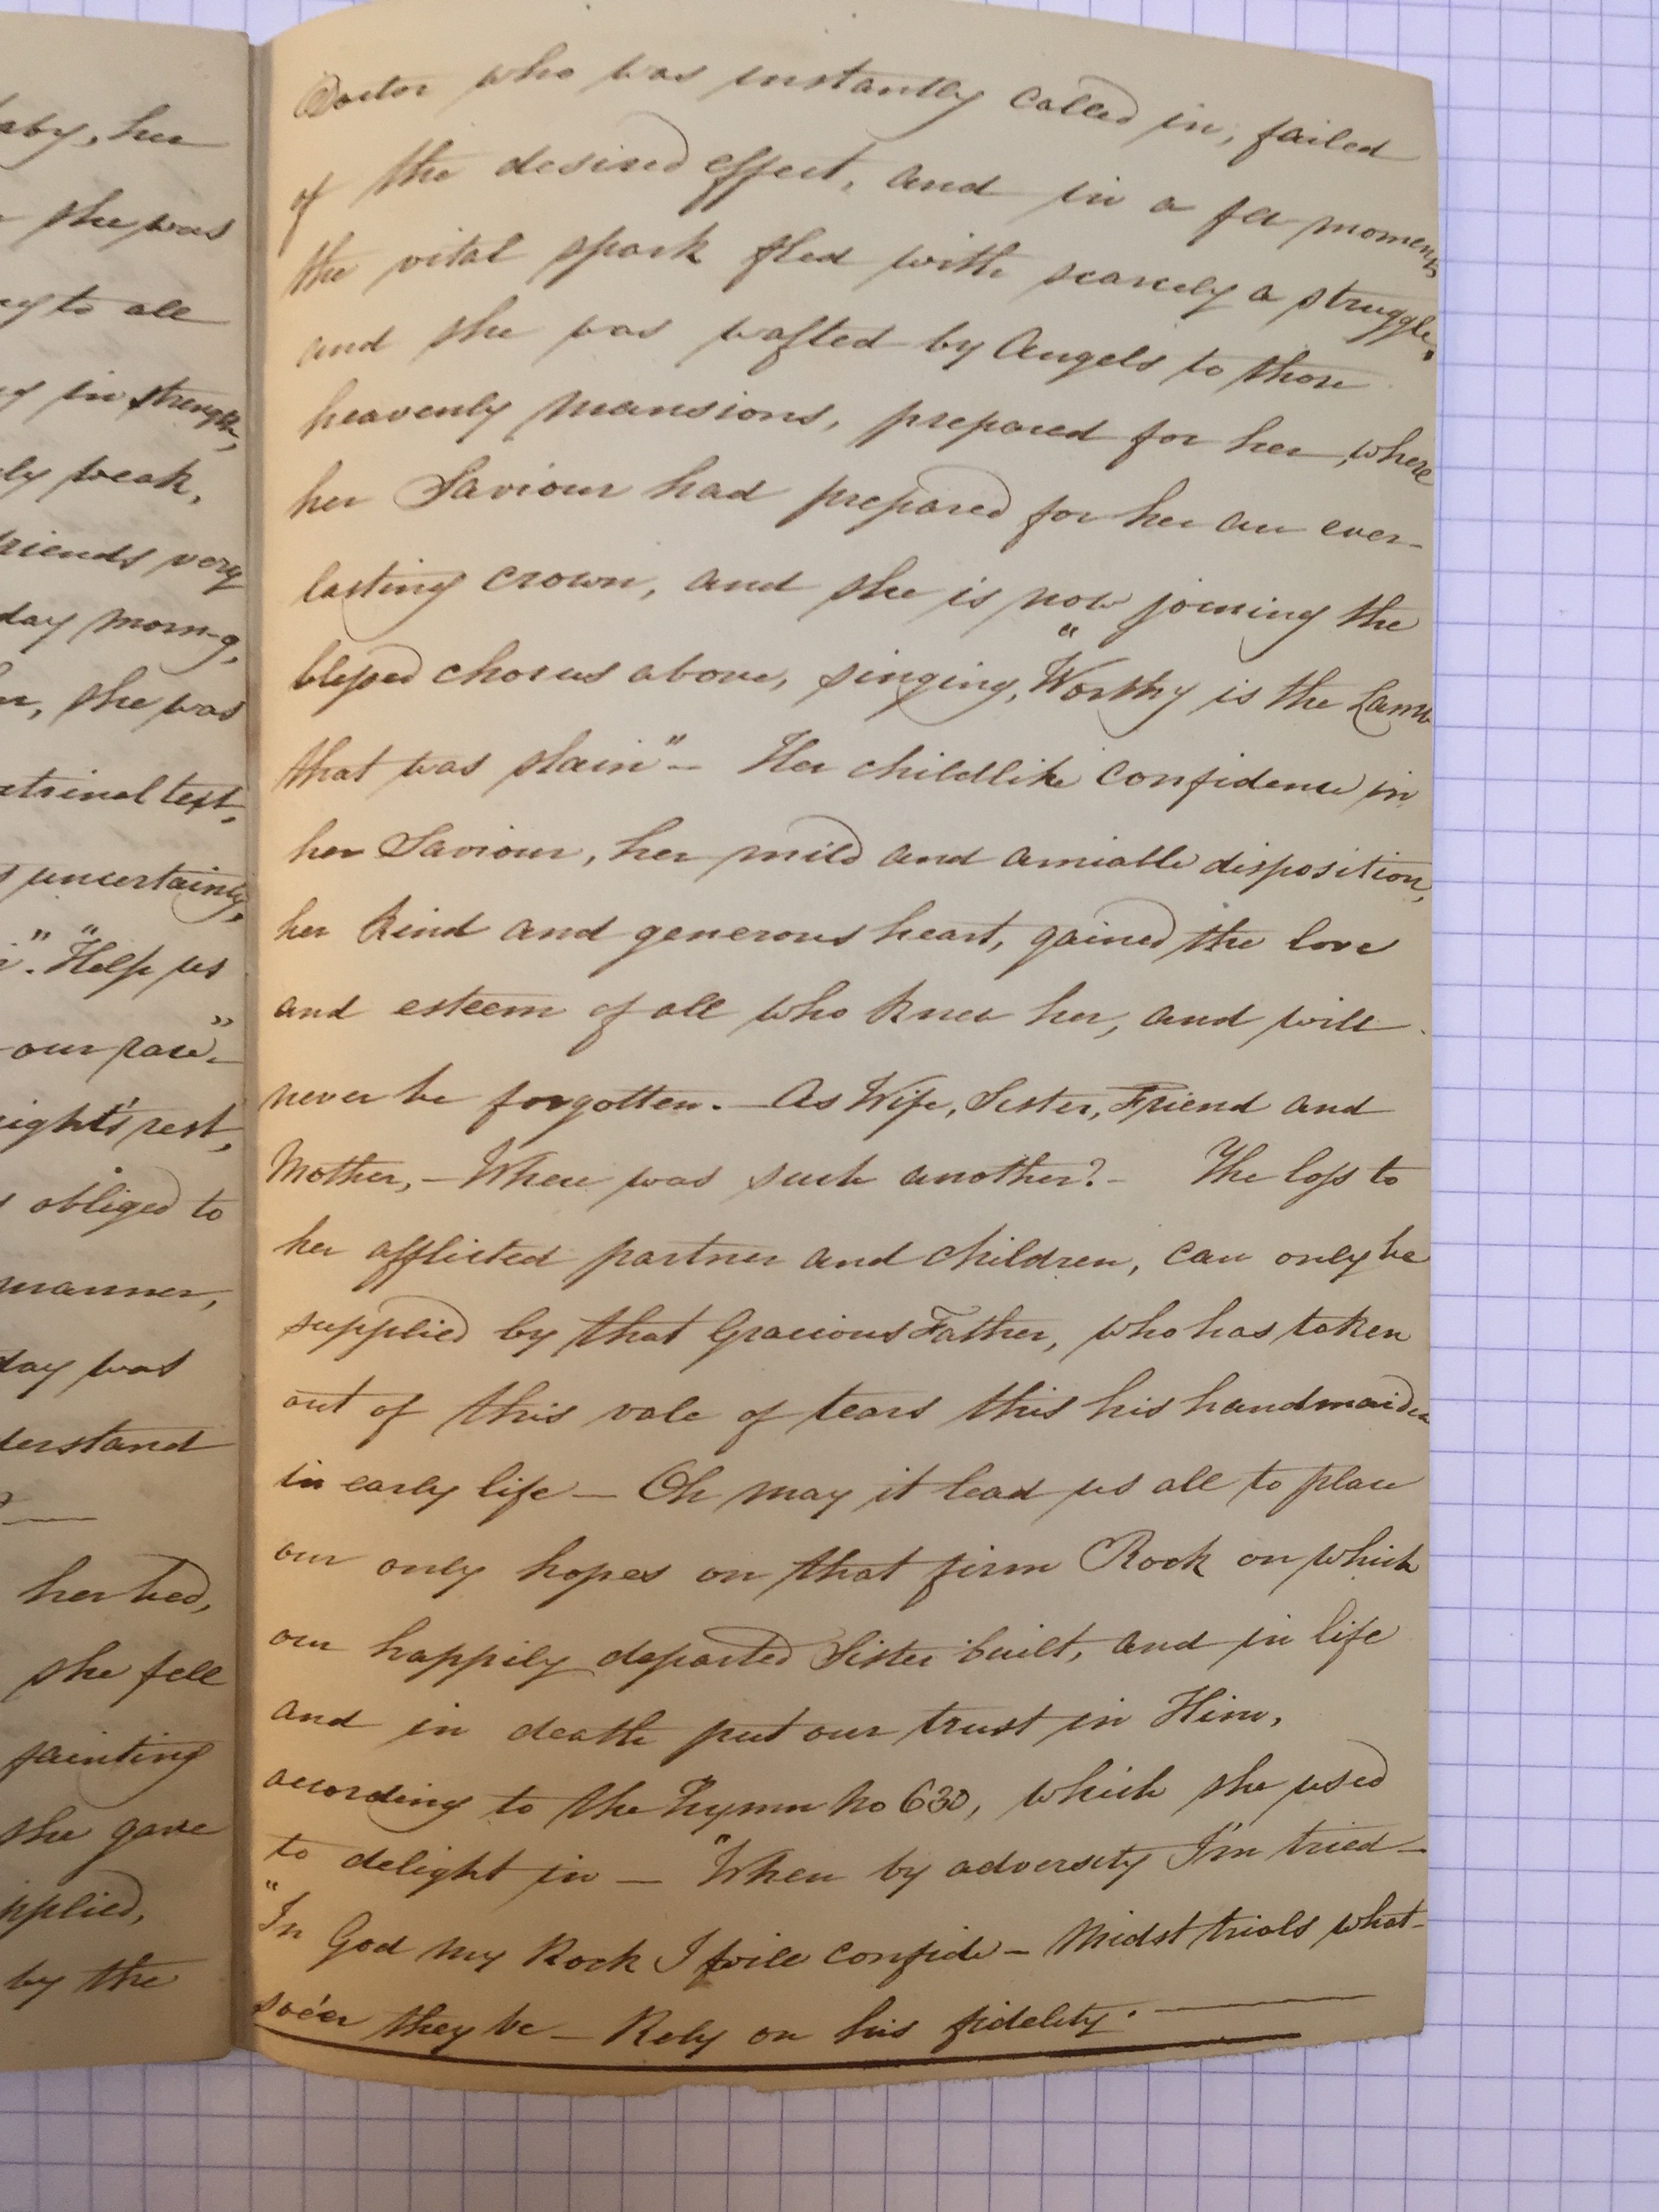 aby, her
she was
ey to all
in strength,
ly weak,
friends very
day morn-g,
she was
ctrinal text,
uncertainty,
". "Help us
our race."
ight's rest,
obliged to
manner,
day was
derstand
her bed,
she fell
fainting
she gave
pplied,
by the
Doctor who was instantly called in, failed
of the desired effect, and in a few moments
the vital spark fled with scarcely a struggle,
and she was wafted by Angels to those
heavenly mansions, prepared for her, where
her Saviour had prepared for her an ever-
lasting crown, and she is now joining the
blessed chorus above, singing, "Worthy is the Lamb
that was slain" - Her childlike confidence in
her Saviour, her mild and amiable disposition,
her kind and generous heart, gained the love
and esteem of all who knew her, and will
never be forgotten. - As Wife, Sister, Friend and
Mother, - Where was such another? - The loss to
her afflicted partner and children, can only be
supplied by that Gracious Father, who has taken
out of this vale of tears this his handmaiden
in early life - Oh may it lead us all to place
our only hopes on that firm Rock on which
our happily departed Sister built, and in life
and in death put our trust in Him,
according to the hymn No 630, which she used
to delight in - "When by adversity I'm tried -
"In God my Rock I will confide - Midst trials what-
soe'er they be - Rely on his fidelity.